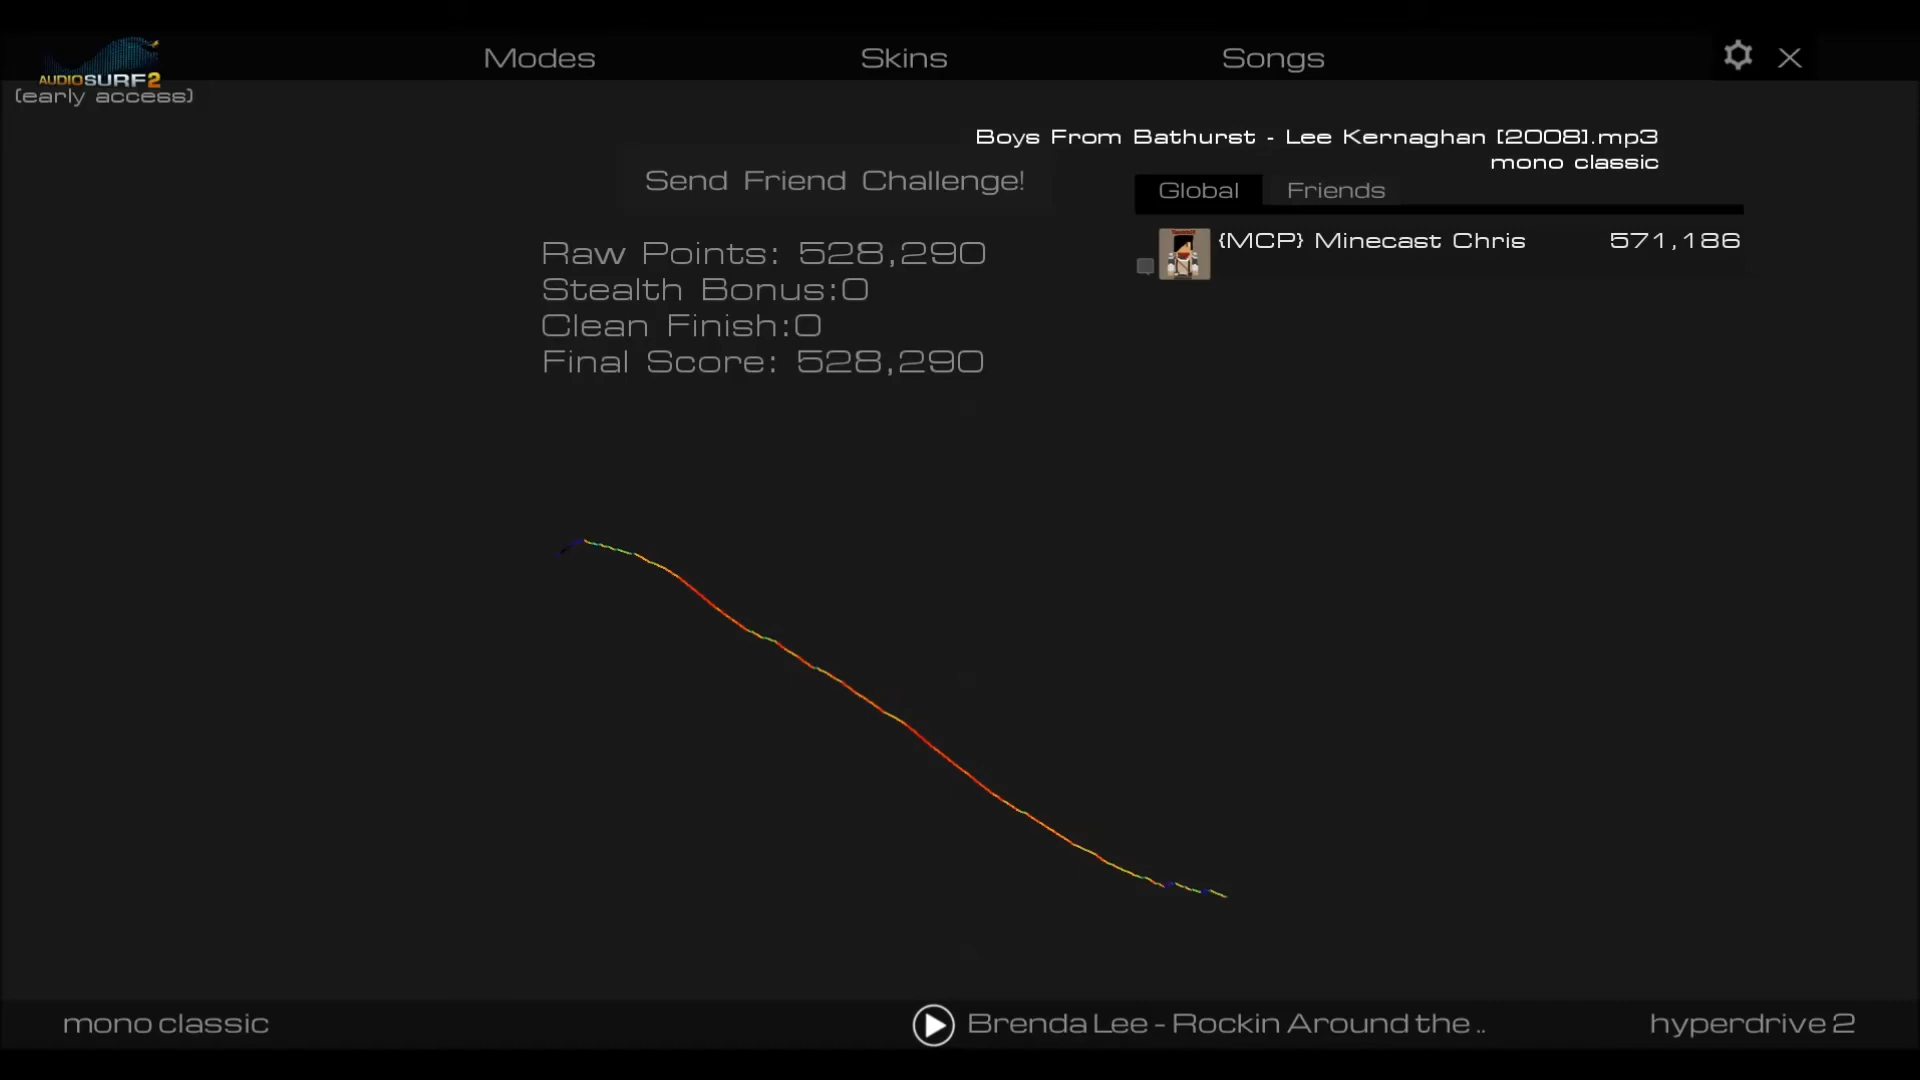 AUDIOSURF2
(early access)
Modes
Skins
Songs
Boys From Bathurst - Lee Kernaghan [2008].mp3
mono classic
Send Friend Challenge!
Global
Friends
Raw Points: 528,290
Stealth Bonus:0
Clean Finish:0
Final Score: 528,290
{MCP} Minecast Chris 571,186
mono classic
Brenda Lee - Rockin Around the ..
hyperdrive 2